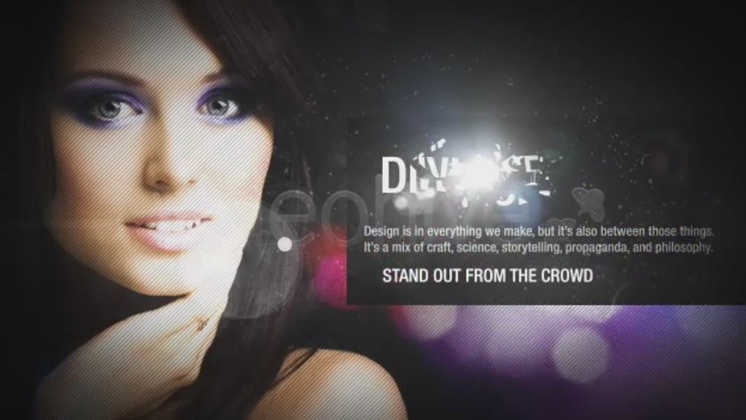 Design is in everything we make, but it's also between those things.
It's a mix of craft, science, storytelling, propaganda, and philosophy.
STAND OUT FROM THE CROWD